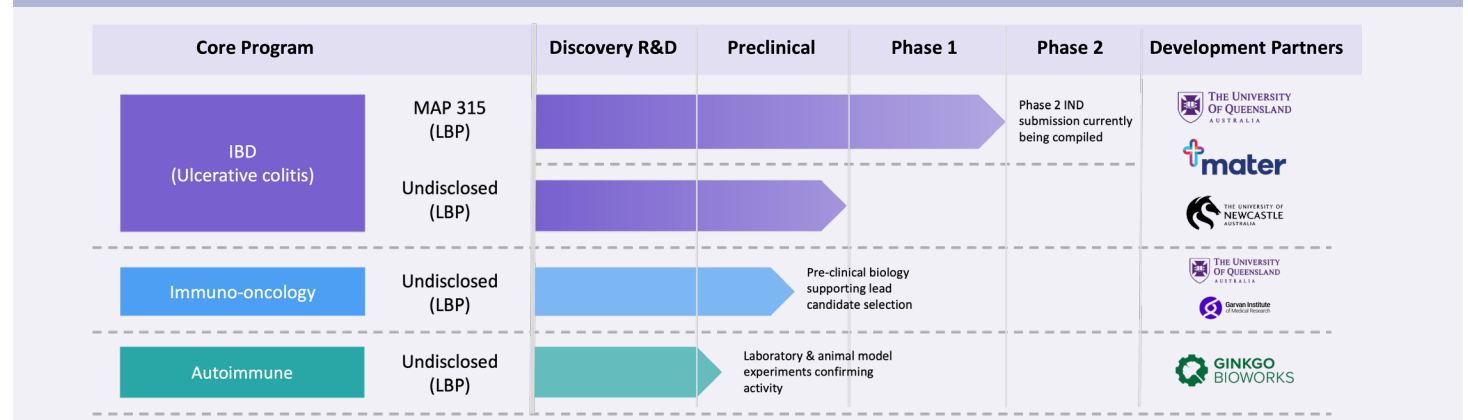 Core Program
Discovery R&D
Preclinical
Phase 1
Phase 2
Development Partners
IBD
(Ulcerative colitis)
MAP 315
(LBP)
Phase 2 IND
submission currently
being compiled
THE UNIVERSITY
OF QUEENSLAND
AUSTRALIA
mater
Undisclosed
(LBP)
THE UNIVERSITY OF
NEWCASTLE
AUSTRALIA
Immuno-oncology
Undisclosed
(LBP)
Pre-clinical biology
supporting lead
candidate selection
THE UNIVERSITY
OF QUEENSLAND
AUSTRALIA
Garvan Institute
of Medical Research
Autoimmune
Undisclosed
(LBP)
Laboratory & animal model
experiments confirming
activity
GINKGO
BIOWORKS